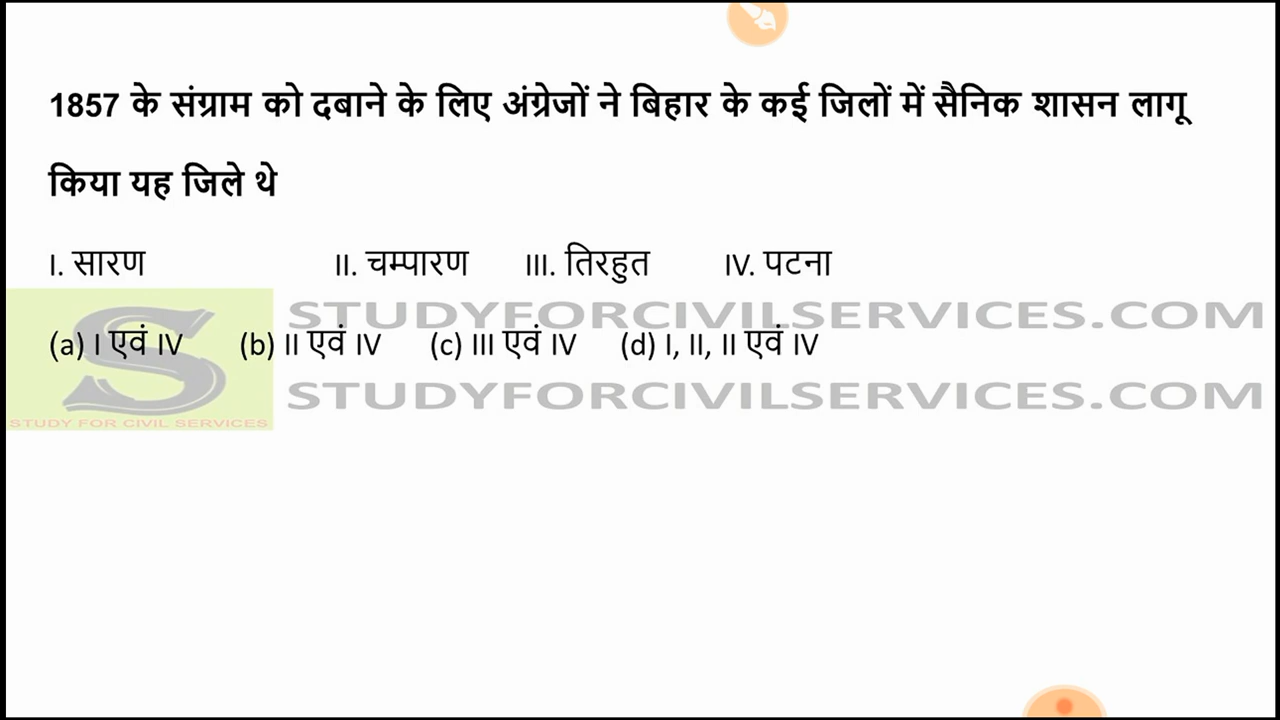 1857 के संग्राम को दबाने के लिए अंग्रेजों ने बिहार के कई जिलों में सैनिक शासन लागू
किया यह जिले थे
I. सारण II. चम्पारण III. तिरहुत IV. पटना
STUDYFORCIVILSERVICES.COM
(a) I एवं IV (b) II एवं IV (c) III एवं IV (d) I, II, II एवं IV
STUDYFORCIVILSERVICES.COM
S
STUDY FOR CIVIL SERVICES